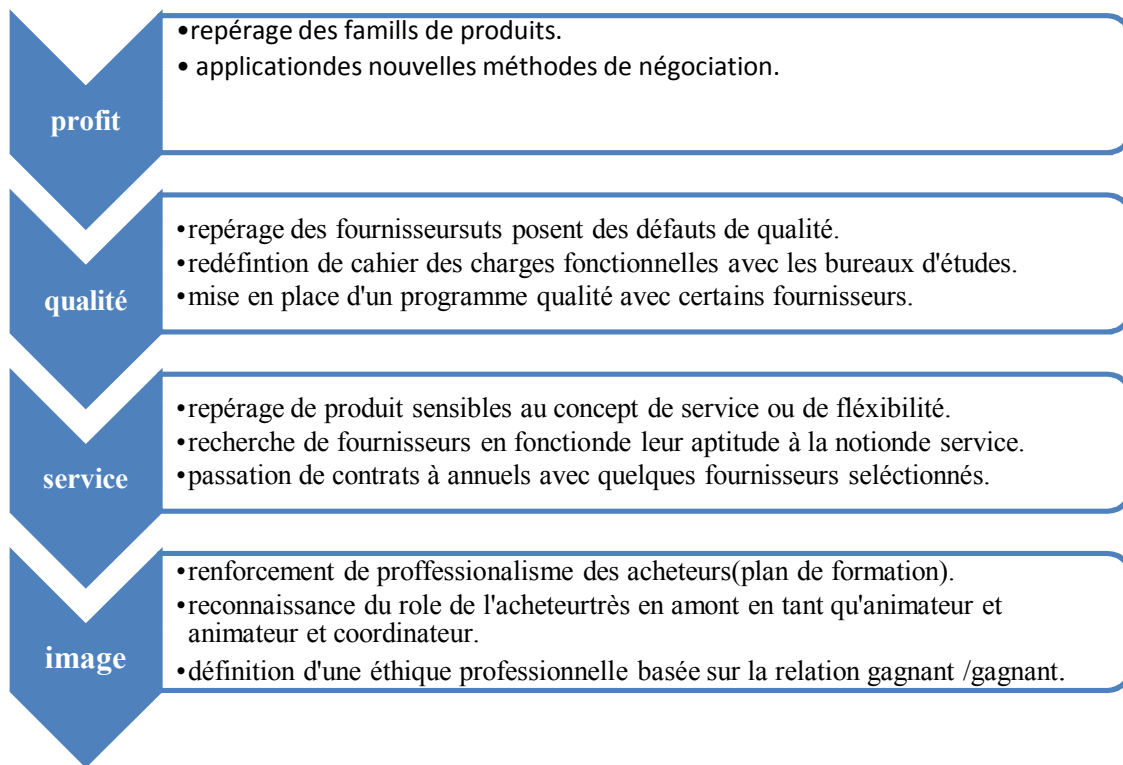 •repérage des famills de produits.
• applicationdes nouvelles méthodes de négociation.
profit
•repérage des fournisseursuts posent des défauts de qualité.
•redéfintion de cahier des charges fonctionnelles avec les bureaux d'études.
•mise en place d'un programme qualité avec certains fournisseurs.
qualité
•repérage de produit sensibles au concept de service ou de fléxibilité.
•recherche de fournisseurs en fonctionde leur aptitude à la notionde service.
•passation de contrats à annuels avec quelques fournisseurs seléctionnés.
service
•renforcement de proffessionalisme des acheteurs(plan de formation).
•reconnaissance du role de l'acheteurtrès en amont en tant qu'animateur et
animateur et coordinateur.
•définition d'une éthique professionnelle basée sur la relation gagnant /gagnant.
image